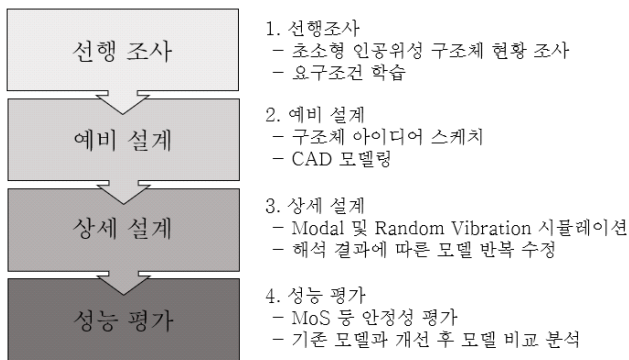 선행 조사
1. 선행조사
- 초소형 인공위성 구조체 현황 조사
- 요구조건 학습
예비 설계
2. 예비 설계
- 구조체 아이디어 스케치
- CAD 모델링
상세 설계
3. 상세 설계
- Modal 및 Random Vibration 시뮬레이션
- 해석 결과에 따른 모델 반복 수정
성능 평가
4. 성능 평가
- MoS 등 안정성 평가
- 기존 모델과 개선 후 모델 비교 분석